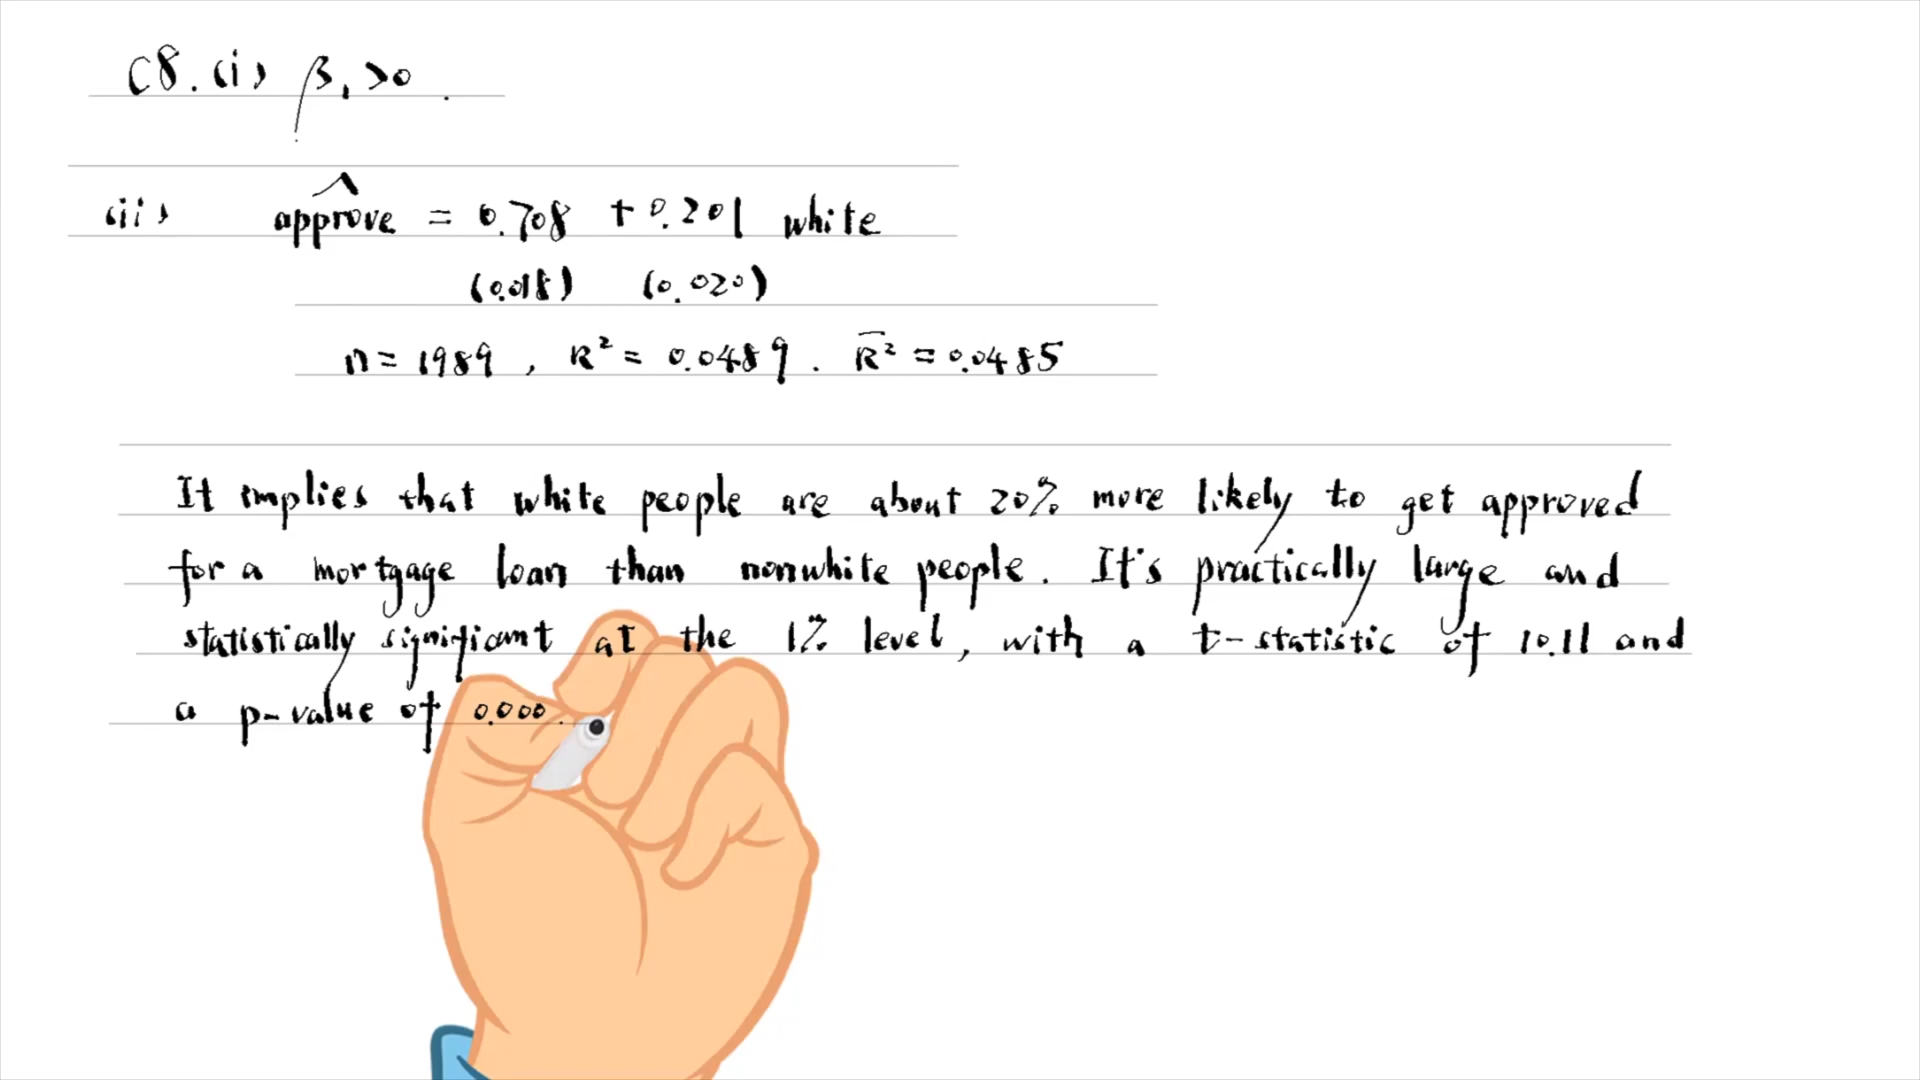 C8. (i) β₁ >0.
(ii) approve^ = 0.708 + 0.201 white
(0.018) (0.020)
n = 1989 , R² = 0.0489 . R̄² = 0.0485
It implies that white people are about 20% more likely to get approved
for a mortgage loan than nonwhite people. It's practically large and
statistically significant at the 1% level, with a t-statistic of 10.11 and
a p-value of 0.000.